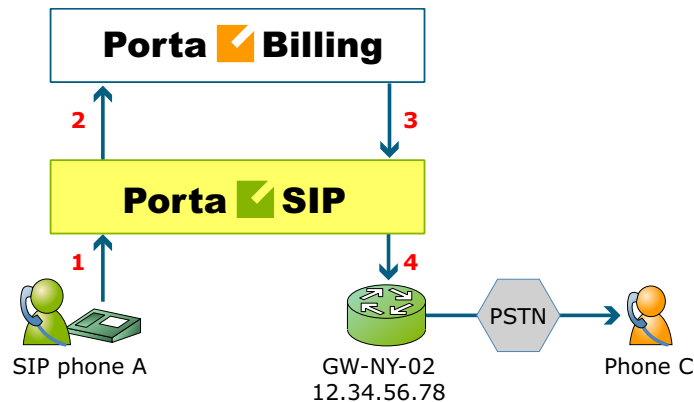 Porta Billing
2
3
Porta SIP
1
4
PSTN
SIP phone A
GW-NY-02
12.34.56.78
Phone C